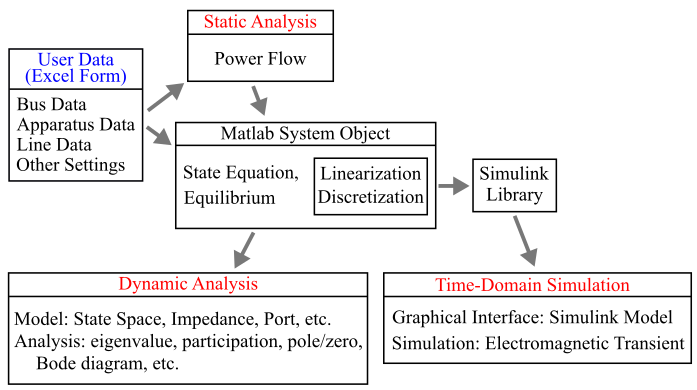 Static Analysis
Power Flow
User Data
(Excel Form)
Bus Data
Apparatus Data
Line Data
Other Settings
Matlab System Object
State Equation,
Equilibrium
Linearization
Discretization
Simulink
Library
Dynamic Analysis
Model: State Space, Impedance, Port, etc.
Analysis: eigenvalue, participation, pole/zero,
Bode diagram, etc.
Time-Domain Simulation
Graphical Interface: Simulink Model
Simulation: Electromagnetic Transient